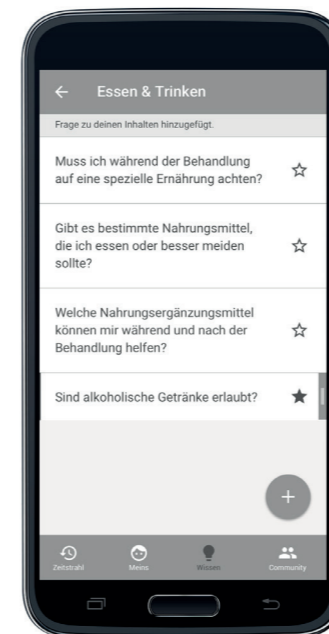 Essen & Trinken
Frage zu deinen Inhalten hinzugefügt.
Muss ich während der Behandlung
auf eine spezielle Ernährung achten?
Gibt es bestimmte Nahrungsmittel,
die ich essen oder besser meiden
sollte?
Welche Nahrungsergänzungsmittel
können mir während und nach der
Behandlung helfen?
Sind alkoholische Getränke erlaubt?
Zeitstrahl Meins Wissen Community